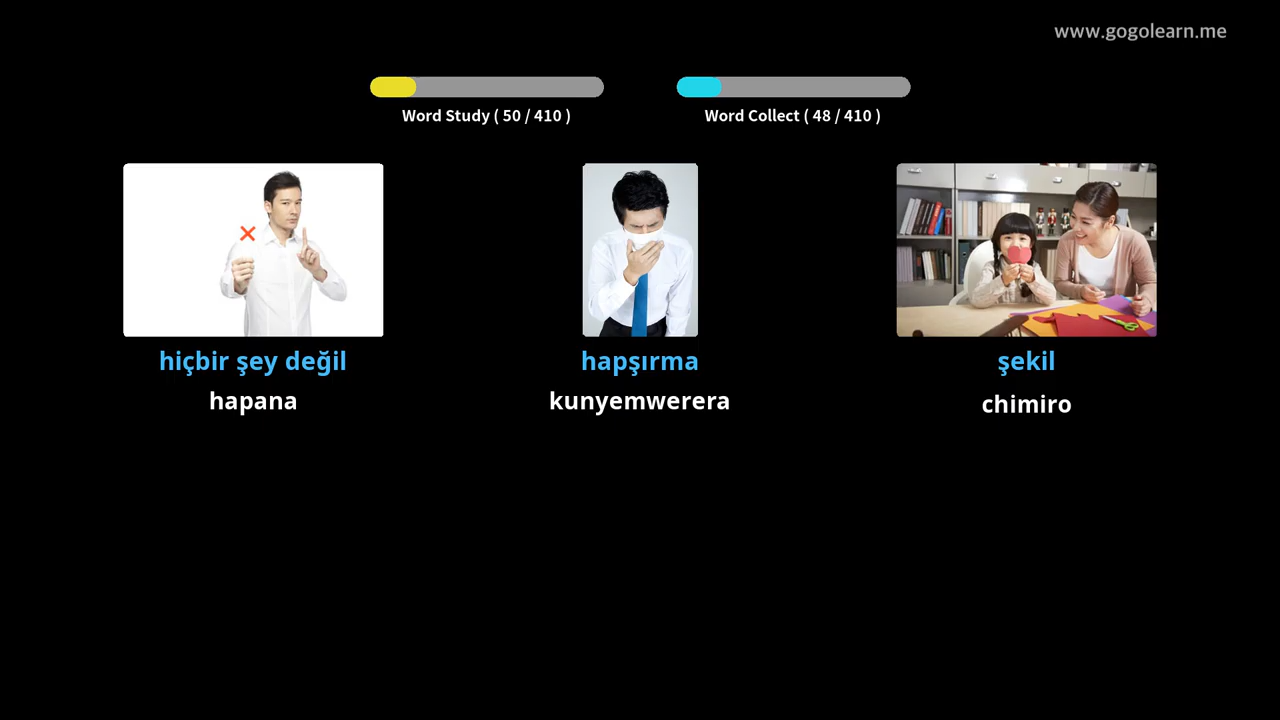 www.gogolearn.me
Word Study ( 50 / 410 )
Word Collect ( 48 / 410 )
hiçbir şey değil
hapşırma
şekil
hapana
kunyemwerera
chimiro